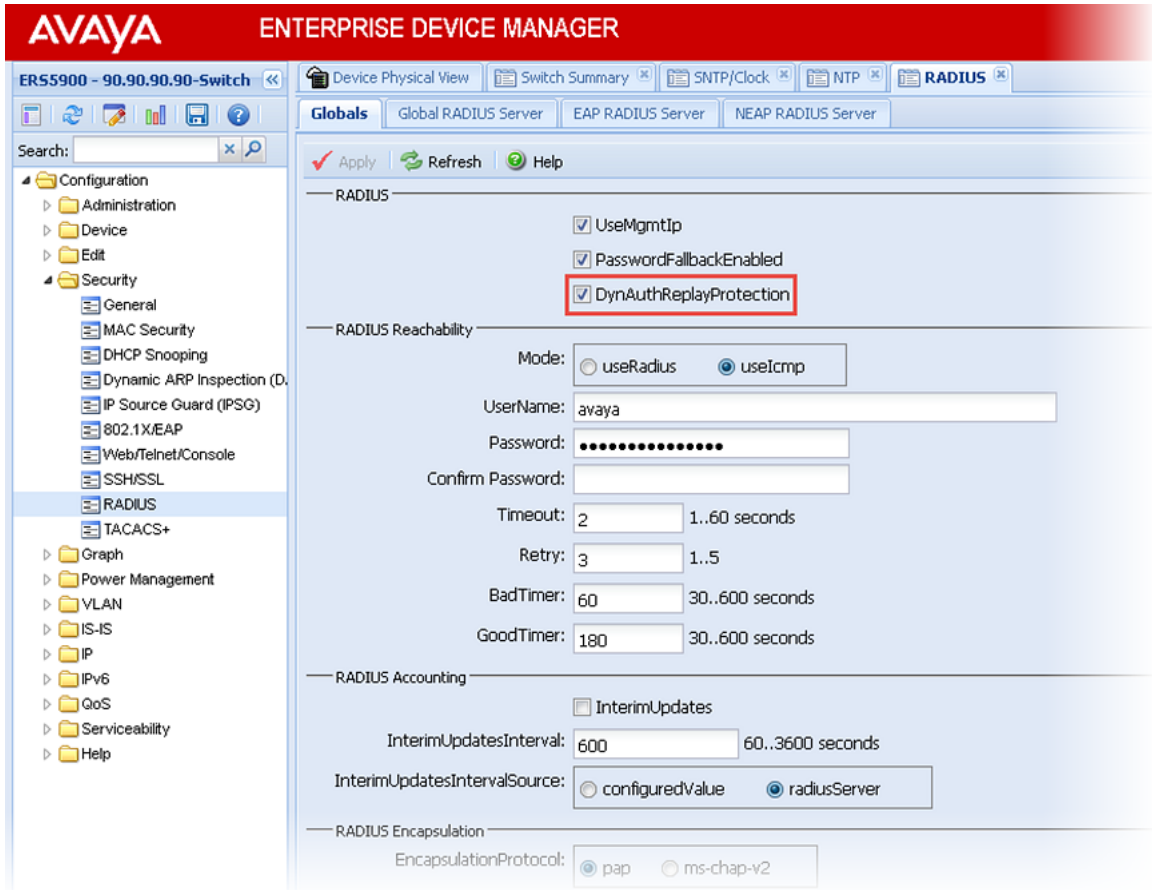 AVAYA ENTERPRISE DEVICE MANAGER
ERS5900 - 90.90.90.90-Switch
Device Physical View Switch Summary SNTP/Clock NTP RADIUS
Globals Global RADIUS Server EAP RADIUS Server NEAP RADIUS Server
Search:
Apply Refresh Help
Configuration
Administration
Device
Edit
Security
General
MAC Security
DHCP Snooping
Dynamic ARP Inspection (D.
IP Source Guard (IPSG)
802.1X/EAP
Web/Telnet/Console
SSH/SSL
RADIUS
TACACS+
Graph
Power Management
VLAN
IS-IS
IP
IPv6
QoS
Serviceability
Help
RADIUS
UseMgmtIp
PasswordFallbackEnabled
DynAuthReplayProtection
RADIUS Reachability
Mode: useRadius useIcmp
UserName: avaya
Password: •••••••••••••••
Confirm Password:
Timeout: 2 1..60 seconds
Retry: 3 1..5
BadTimer: 60 30..600 seconds
GoodTimer: 180 30..600 seconds
RADIUS Accounting
InterimUpdates
InterimUpdatesInterval: 600 60..3600 seconds
InterimUpdatesIntervalSource: configuredValue radiusServer
RADIUS Encapsulation
EncapsulationProtocol: pap ms-chap-v2